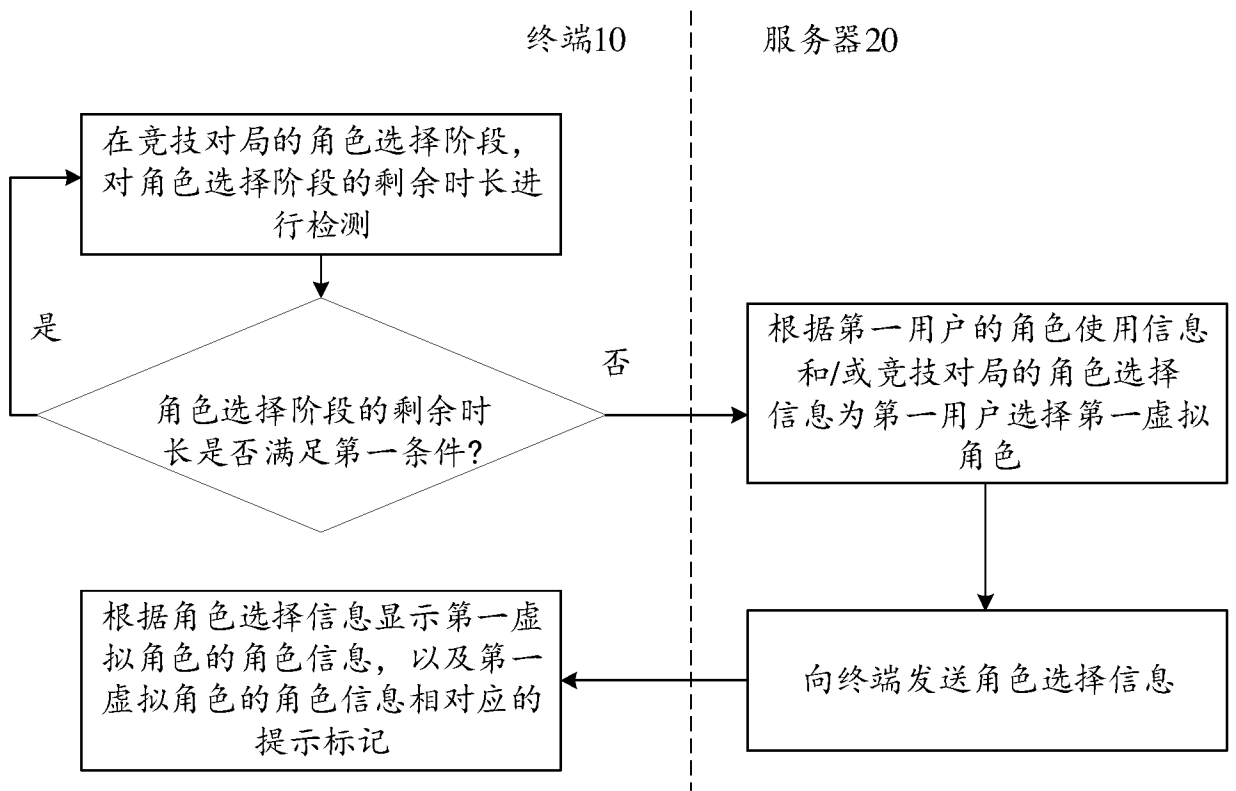 终端10
服务器20
在竞技对局的角色选择阶段，
对角色选择阶段的剩余时长进
行检测
是
否
角色选择阶段的剩余时
长是否满足第一条件?
根据第一用户的角色使用信息
和/或竞技对局的角色选择
信息为第一用户选择第一虚拟
角色
根据角色选择信息显示第一虚
拟角色的角色信息，以及第一
虚拟角色的角色信息相对应的
提示标记
向终端发送角色选择信息